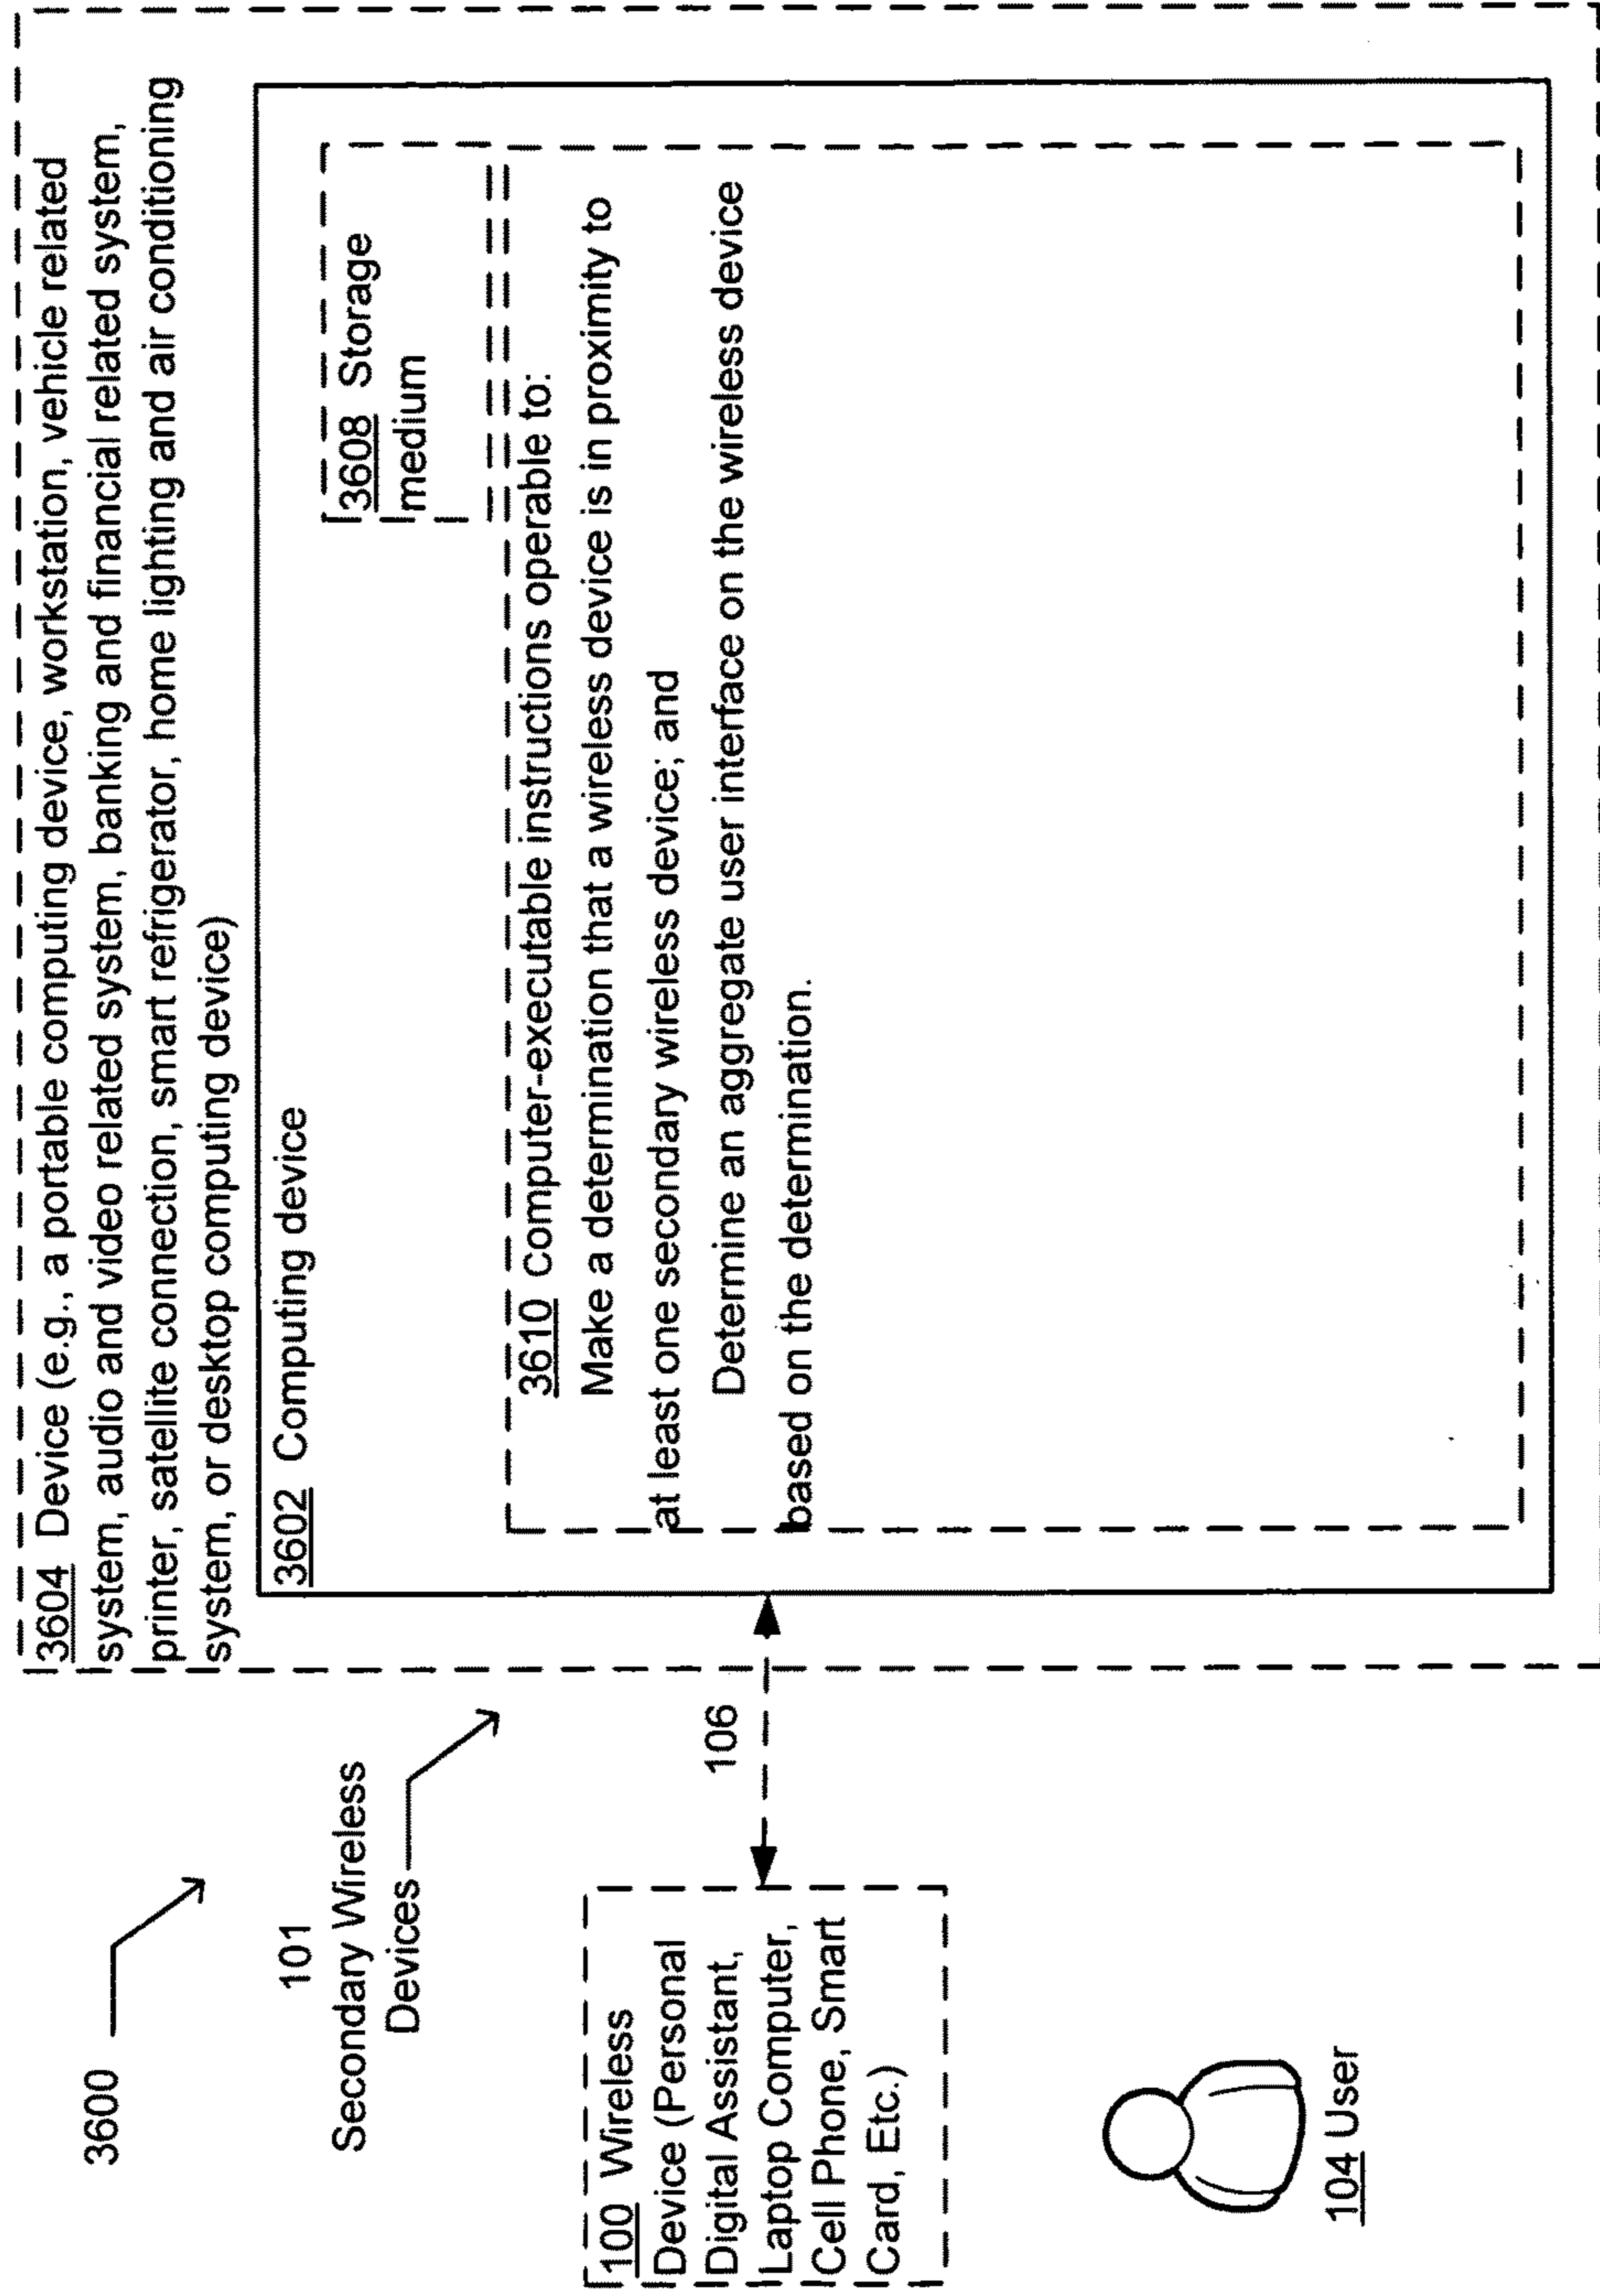 3600
101
Secondary Wireless
Devices
100 Wireless
Device (Personal
Digital Assistant,
Laptop Computer,
Cell Phone, Smart
Card, Etc.)
104 User
106
3604 Device (e.g., a portable computing device, workstation, vehicle related
system, audio and video related system, banking and financial related system,
printer, satellite connection, smart refrigerator, home lighting and air conditioning
system, or desktop computing device)
3602 Computing device
3608 Storage
medium
3610 Computer-executable instructions operable to:
Make a determination that a wireless device is in proximity to
at least one secondary wireless device; and
Determine an aggregate user interface on the wireless device
based on the determination.